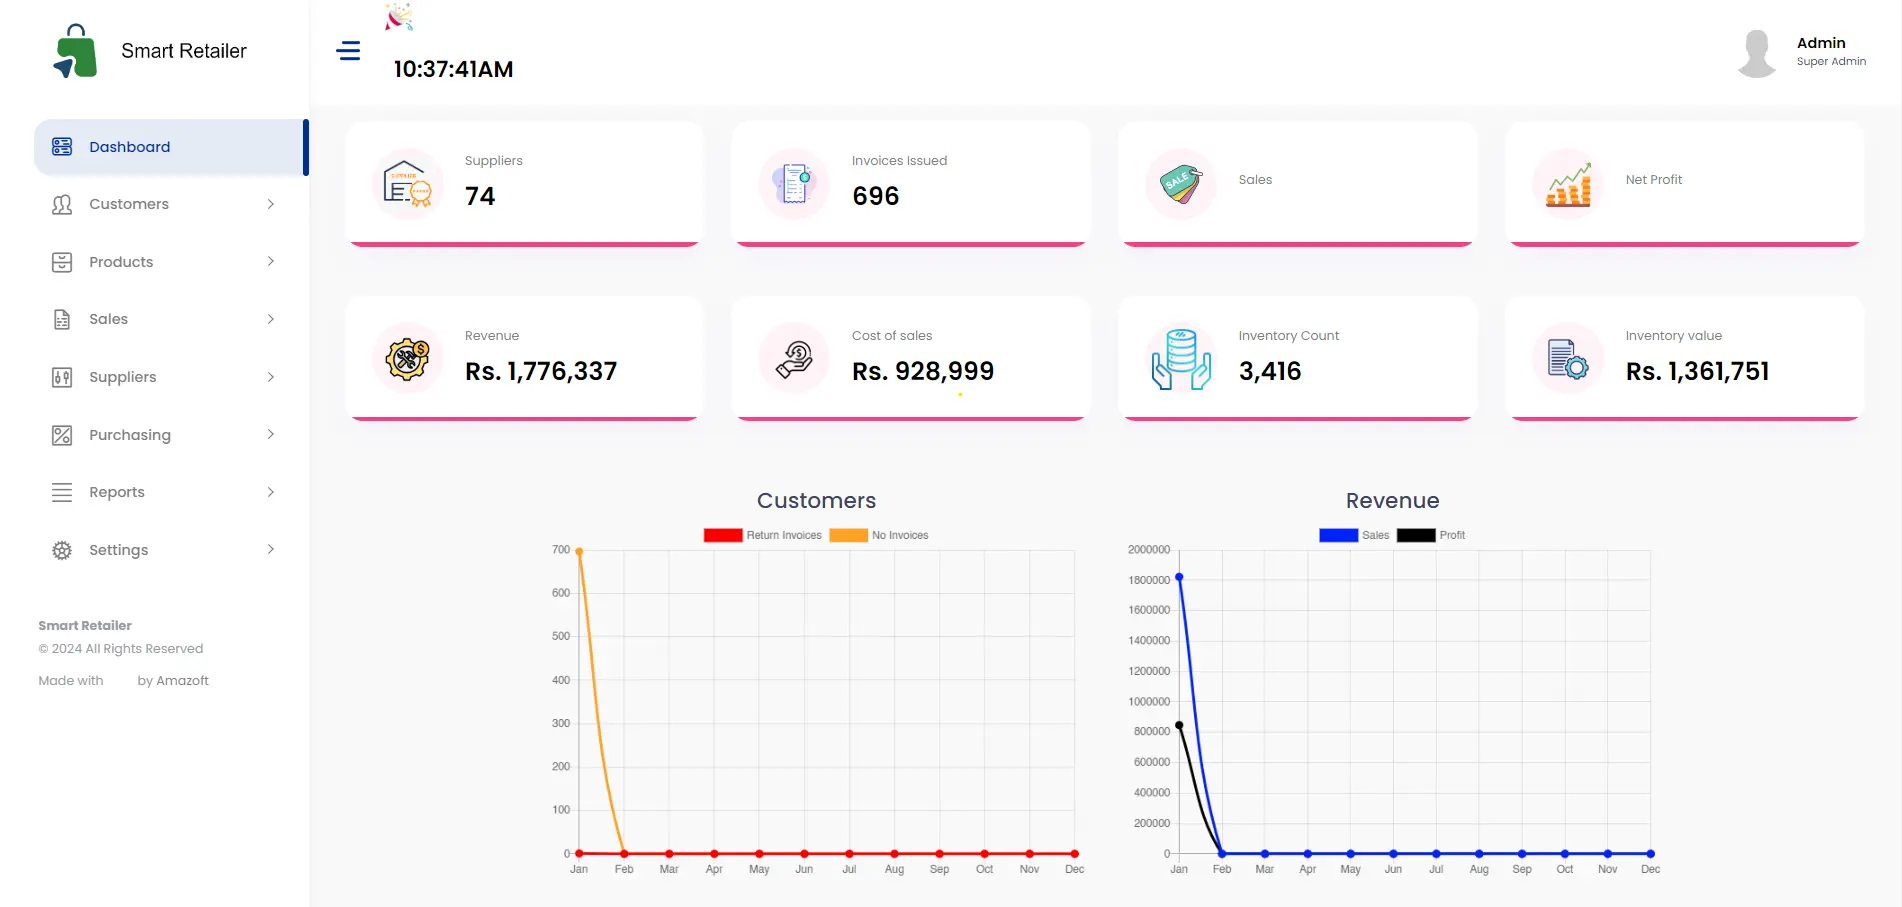 Smart Retailer
10:37:41AM
Admin
Super Admin
Dashboard
Customers
Products
Sales
Suppliers
Purchasing
Reports
Settings
Smart Retailer
© 2024 All Rights Reserved
Made with by Amazoft
SUPPLIER
Suppliers
74
Invoices Issued
696
SALE
Sales
Net Profit
Revenue
Rs. 1,776,337
Cost of sales
Rs. 928,999
Inventory Count
3,416
Inventory value
Rs. 1,361,751
Customers
Return Invoices No Invoices
700
600
500
400
300
200
100
0
Jan Feb Mar Apr May Jun Jul Aug Sep Oct Nov Dec
Revenue
Sales Profit
2000000
1800000
1600000
1400000
1200000
1000000
800000
600000
400000
200000
0
Jan Feb Mar Apr May Jun Jul Aug Sep Oct Nov Dec